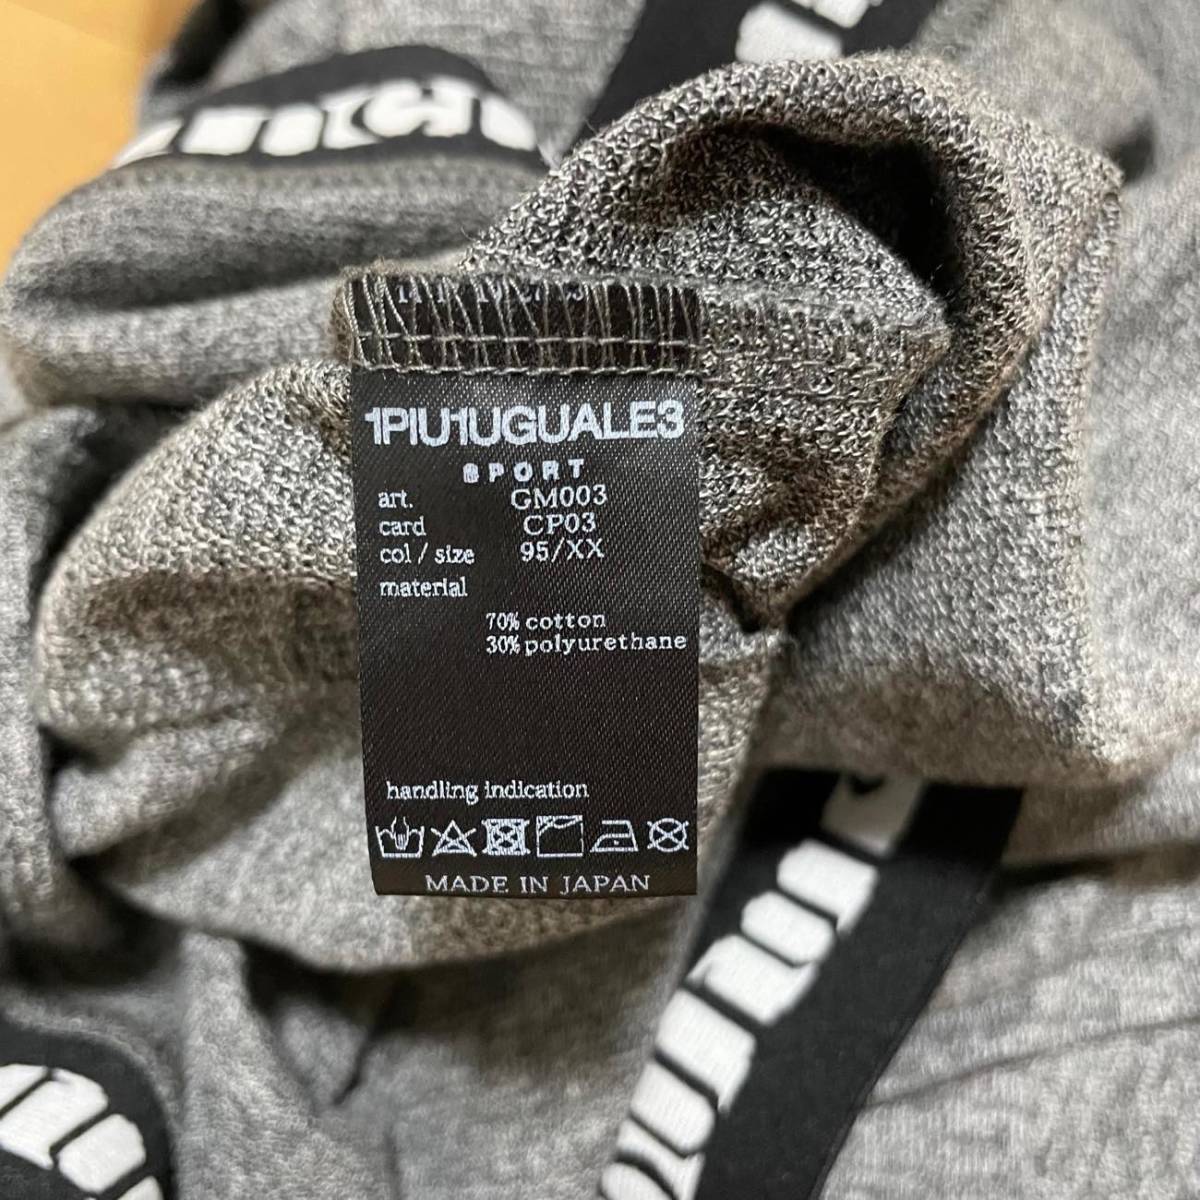 1PIU1UGUALE3
SPORT
art. GM003
card CP03
col / size 95/XX
material
70% cotton
30% polyurethane
handling indication
MADE IN JAPAN